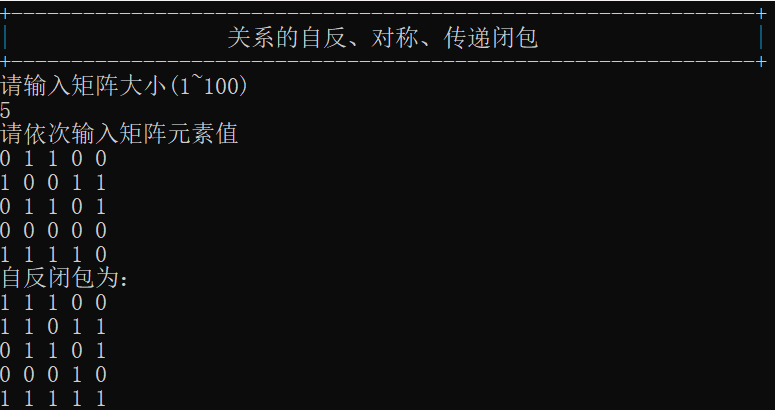 关系的自反、对称、传递闭包
请输入矩阵大小(1~100)
5
请依次输入矩阵元素值
0 1 1 0 0
1 0 0 1 1
0 1 1 0 1
0 0 0 0 0
1 1 1 1 0
自反闭包为:
1 1 1 0 0
1 1 0 1 1
0 1 1 0 1
0 0 0 1 0
1 1 1 1 1